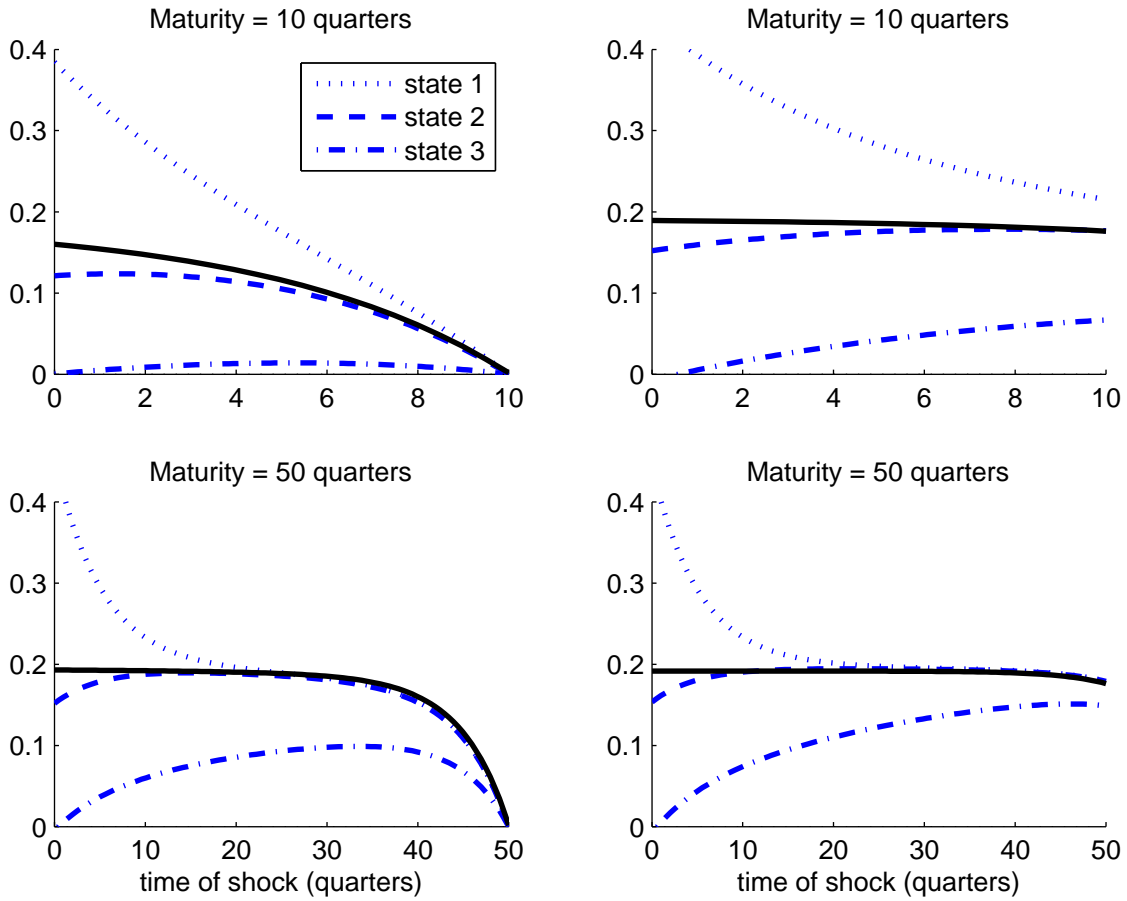 Maturity = 10 quarters
0.4
0.3
0.2
0.1
0
0 2 4 6 8 10
state 1
state 2
state 3
Maturity = 10 quarters
0.4
0.3
0.2
0.1
0
0 2 4 6 8 10
Maturity = 50 quarters
0.4
0.3
0.2
0.1
0
0 10 20 30 40 50
time of shock (quarters)
Maturity = 50 quarters
0.4
0.3
0.2
0.1
0
0 10 20 30 40 50
time of shock (quarters)